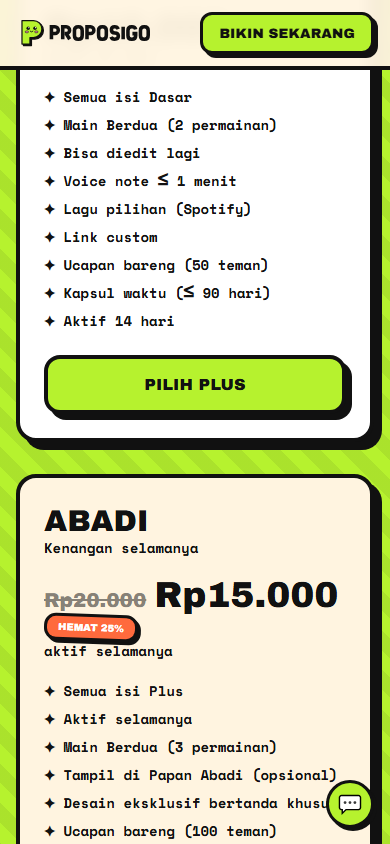 PROPOSIGO
BIKIN SEKARANG
✦ Semua isi Dasar
✦ Main Berdua (2 permainan)
✦ Bisa diedit lagi
✦ Voice note ≤ 1 menit
✦ Lagu pilihan (Spotify)
✦ Link custom
✦ Ucapan bareng (50 teman)
✦ Kapsul waktu (≤ 90 hari)
✦ Aktif 14 hari
PILIH PLUS
ABADI
Kenangan selamanya
Rp20.000 Rp15.000
HEMAT 25%
aktif selamanya
✦ Semua isi Plus
✦ Aktif selamanya
✦ Main Berdua (3 permainan)
✦ Tampil di Papan Abadi (opsional)
✦ Desain eksklusif bertanda khusu
✦ Ucapan bareng (100 teman)